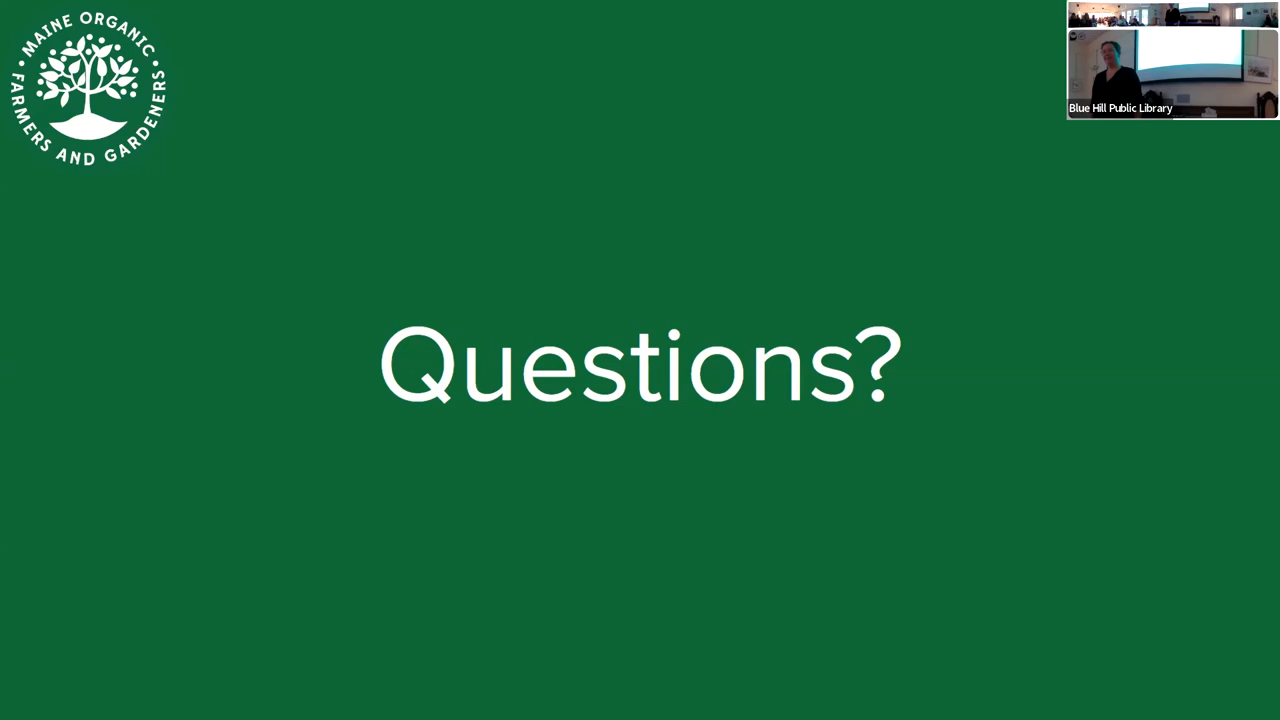 MAINE ORGANIC
FARMERS AND GARDENERS
Blue Hill Public Library
Questions?